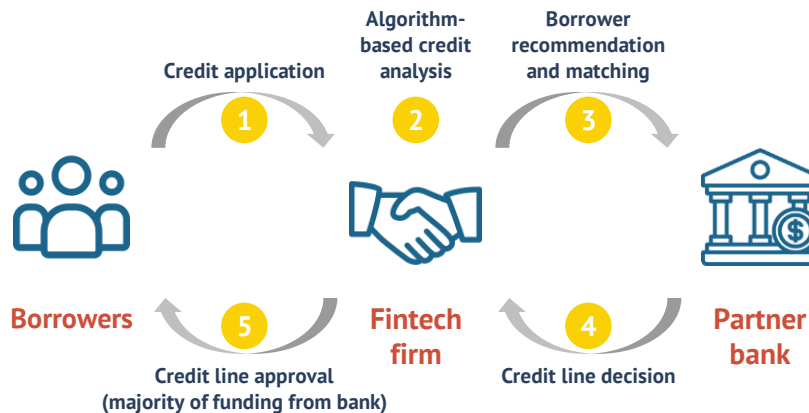 Credit application
1
Algorithm-
based credit
analysis
2
Borrower
recommendation
and matching
3
$
Borrowers
Fintech
firm
Partner
bank
5
Credit line approval
(majority of funding from bank)
4
Credit line decision